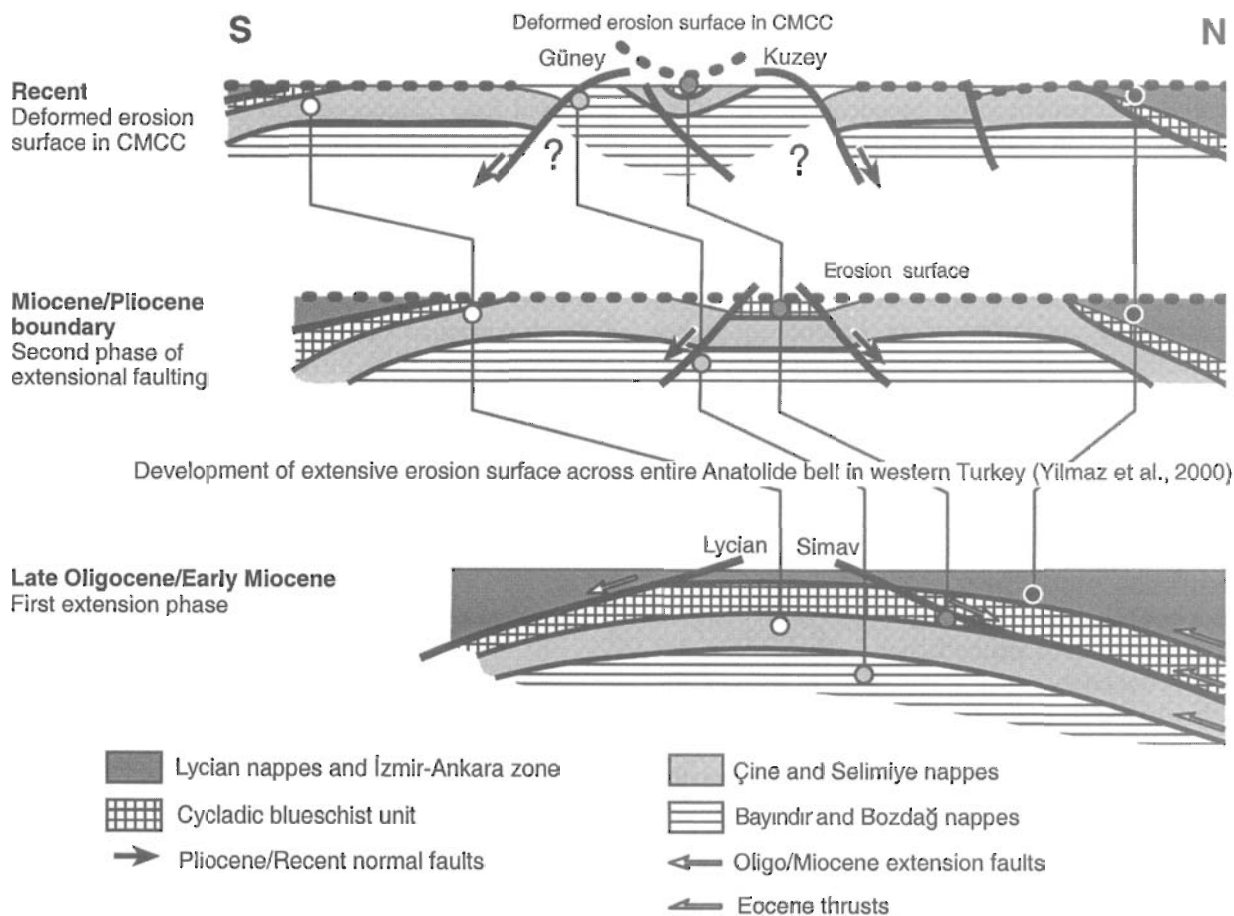 S
N
Deformed erosion surface in CMCC
Güney
Kuzey
Recent
Deformed erosion
surface in CMCC
?
?
Erosion surface
Miocene/Pliocene
boundary
Second phase of
extensional faulting
Development of extensive erosion surface across entire Anatolide belt in western Turkey (Yilmaz et al., 2000)
Lycian
Simav
Late Oligocene/Early Miocene
First extension phase
Lycian nappes and İzmir-Ankara zone
Cycladic blueschist unit
Pliocene/Recent normal faults
Çine and Selimiye nappes
Bayındır and Bozdağ nappes
Oligo/Miocene extension faults
Eocene thrusts